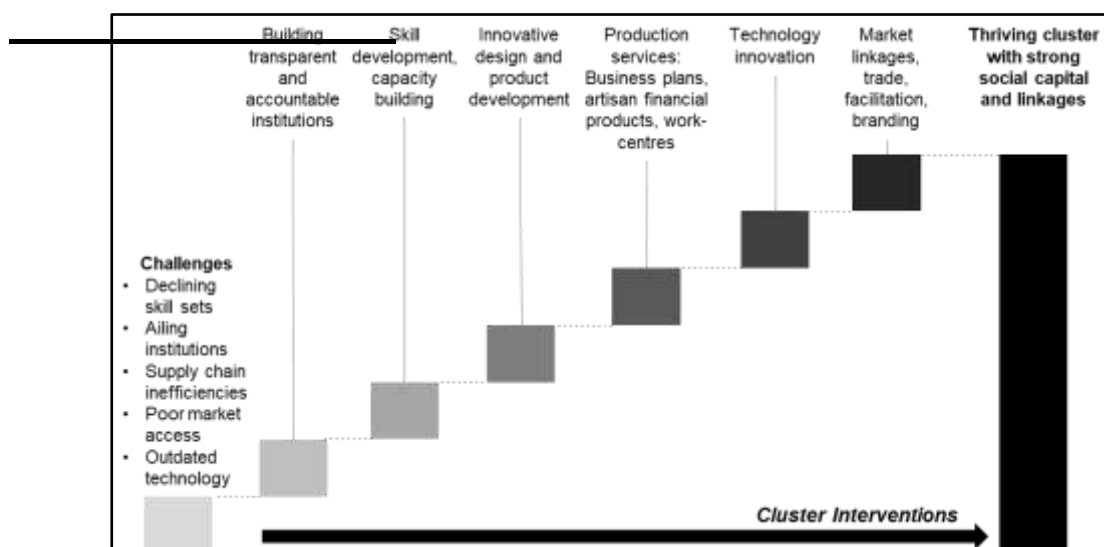 Building
transparent
and
accountable
institutions
Skill
development,
capacity
building
Innovative
design and
product
development
Production
services:
Business plans,
artisan financial
products, work-
centres
Technology
innovation
Market
linkages,
trade,
facilitation,
branding
Thriving cluster
with strong
social capital
and linkages
Challenges
• Declining
skill sets
• Ailing
institutions
• Supply chain
inefficiencies
• Poor market
access
• Outdated
technology
Cluster Interventions